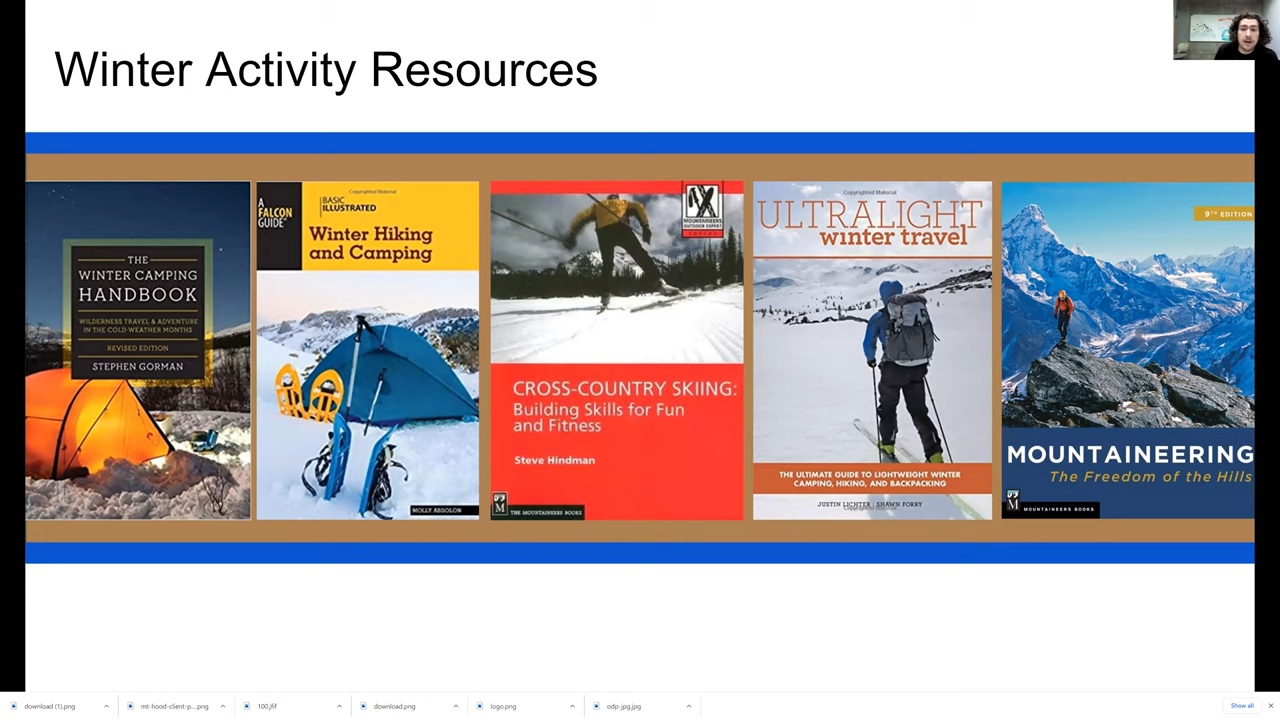 Winter Activity Resources
THE
WINTER CAMPING
HANDBOOK
WILDERNESS TRAVEL & ADVENTURE
IN THE COLD-WEATHER MONTHS
REVISED EDITION
STEPHEN GORMAN
Copyrighted Material
A
FALCON
GUIDE
BASIC
ILLUSTRATED
Winter Hiking
and Camping
MOLLY ABSOLON
MOUNTAINEERS
OUTDOOR EXPERT
series
CROSS-COUNTRY SKIING:
Building Skills for Fun
and Fitness
Steve Hindman
THE MOUNTAINEERS BOOKS
Copyrighted Material
ULTRALIGHT
winter travel
THE ULTIMATE GUIDE TO LIGHTWEIGHT WINTER
CAMPING, HIKING, AND BACKPACKING
JUSTIN LICHTER SHAWN FORRY
Copyrighted Material
9TH EDITION
MOUNTAINEERING
The Freedom of the Hills
M MOUNTAINEERS BOOKS
download (1).png
mt-hood-client-p....png
100.jfif
download.png
logo.png
odp-jpg.jpg
Show all